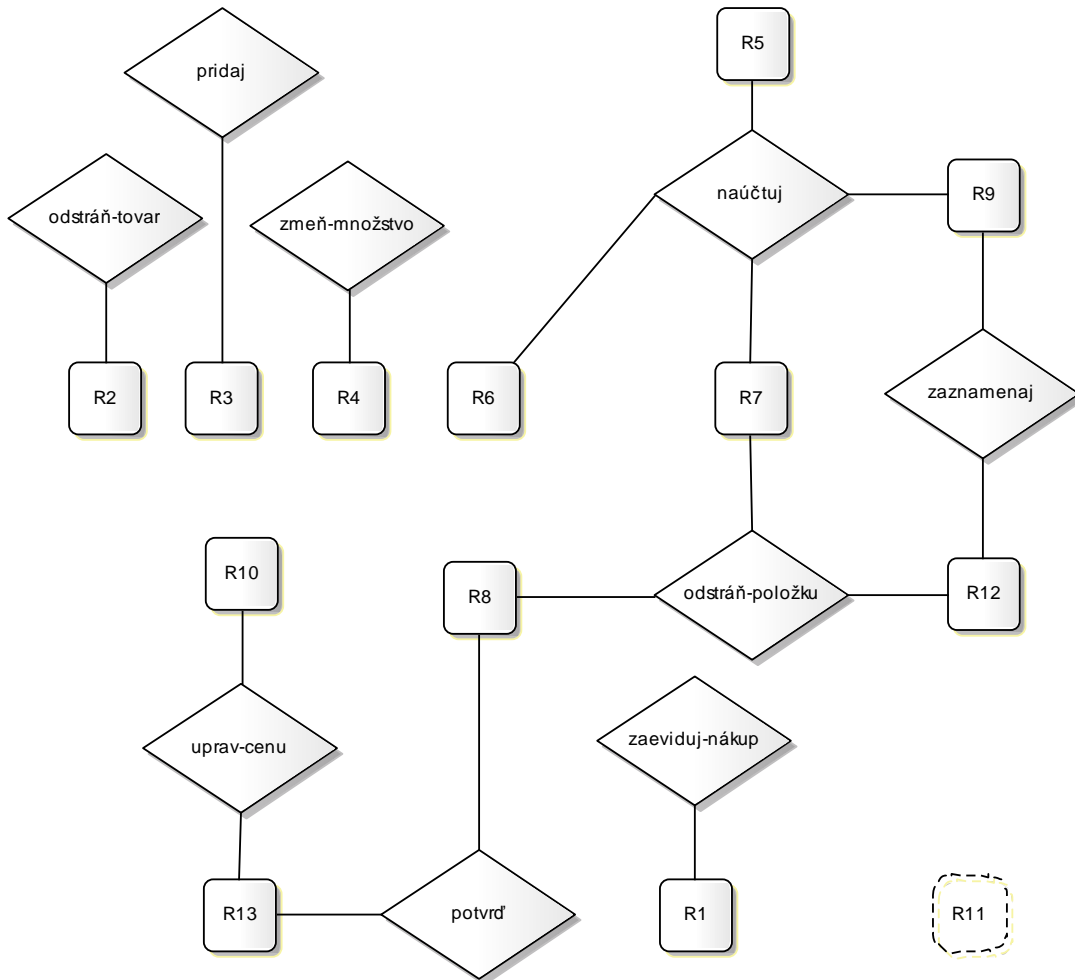 R5
pridaj
naúčtuj
R9
odstráň-tovar
zmeň-množstvo
R2
R3
R4
R6
R7
zaznamenaj
R10
R8
odstráň-položku
R12
uprav-cenu
zaeviduj-nákup
R13
potvrď
R1
R11